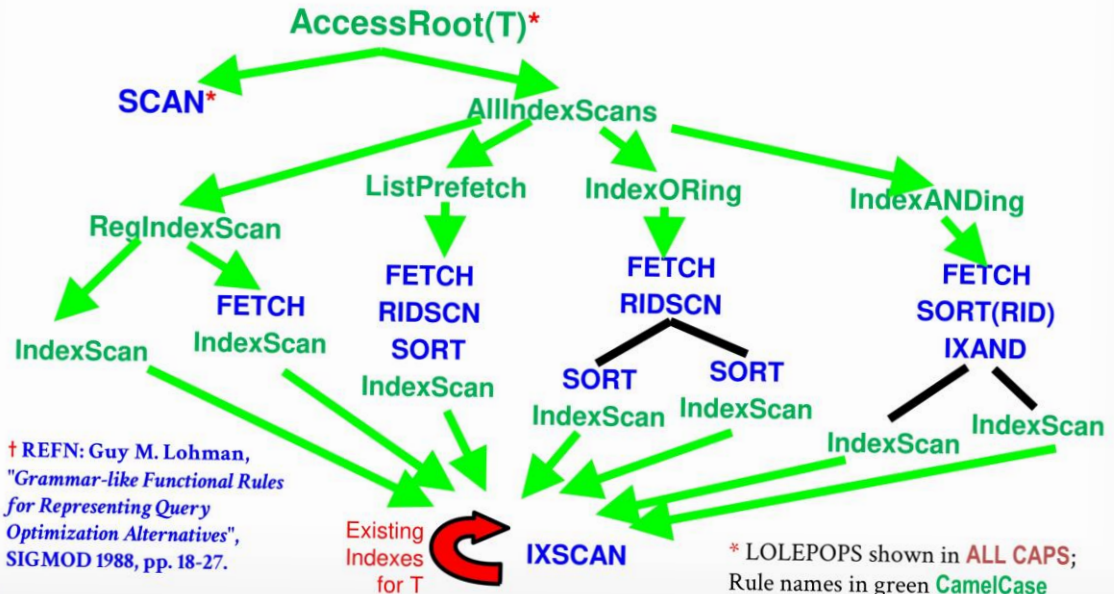 AccessRoot(T)*
SCAN*
AllIndexScans
RegIndexScan
ListPrefetch
IndexORing
IndexANDing
IndexScan
FETCH
IndexScan
FETCH
RIDSCN
SORT
IndexScan
FETCH
RIDSCN
SORT
IndexScan
SORT
IndexScan
FETCH
SORT(RID)
IXAND
IndexScan
IndexScan
† REFN: Guy M. Lohman,
"Grammar-like Functional Rules
for Representing Query
Optimization Alternatives",
SIGMOD 1988, pp. 18-27.
Existing
Indexes
for T
IXSCAN
* LOLEPOPS shown in ALL CAPS;
Rule names in green CamelCase